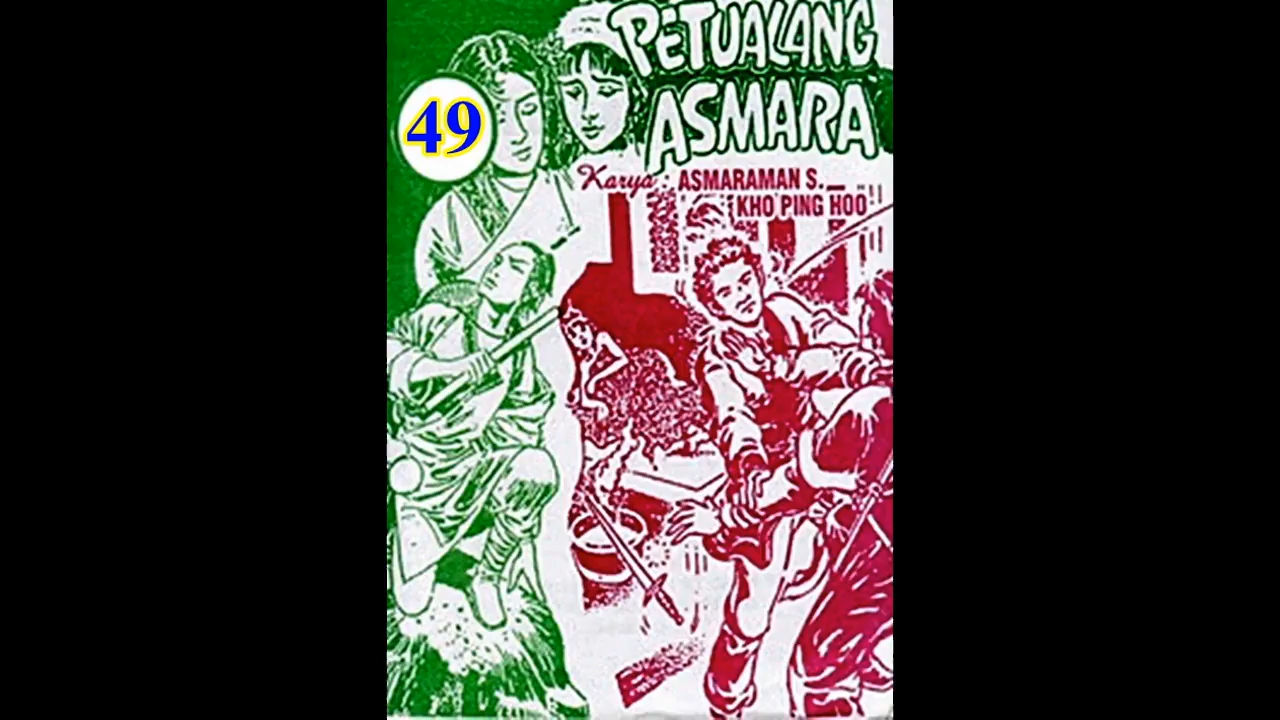 PETUALANG
ASMARA
49
Karya : ASMARAMAN S.
KHO PING HOO